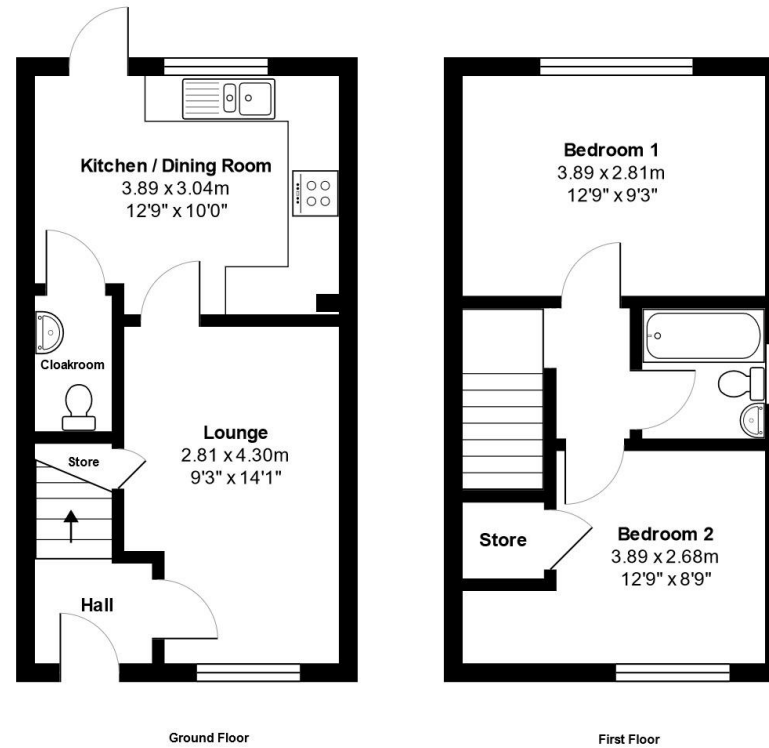 Kitchen / Dining Room
3.89 x 3.04m
12'9" x 10'0"
Cloakroom
Store
Lounge
2.81 x 4.30m
9'3" x 14'1"
Hall
Ground Floor
Bedroom 1
3.89 x 2.81m
12'9" x 9'3"
Store
Bedroom 2
3.89 x 2.68m
12'9" x 8'9"
First Floor